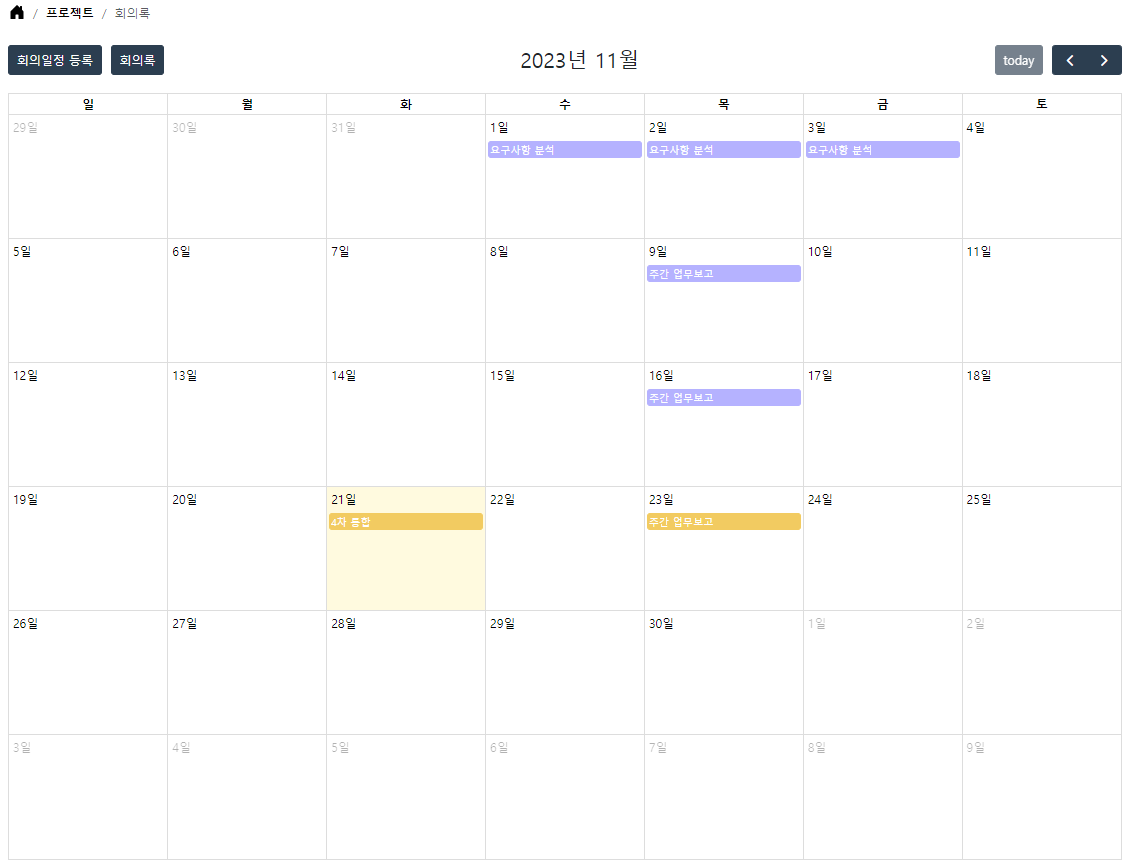 / 프로젝트 / 회의록
회의일정 등록 회의록 2023년 11월 today
일 월 화 수 목 금 토
29일 30일 31일 1일 2일 3일 4일
요구사항 분석 요구사항 분석 요구사항 분석
5일 6일 7일 8일 9일 10일 11일
주간 업무보고
12일 13일 14일 15일 16일 17일 18일
주간 업무보고
19일 20일 21일 22일 23일 24일 25일
4차 통합 주간 업무보고
26일 27일 28일 29일 30일 1일 2일
3일 4일 5일 6일 7일 8일 9일